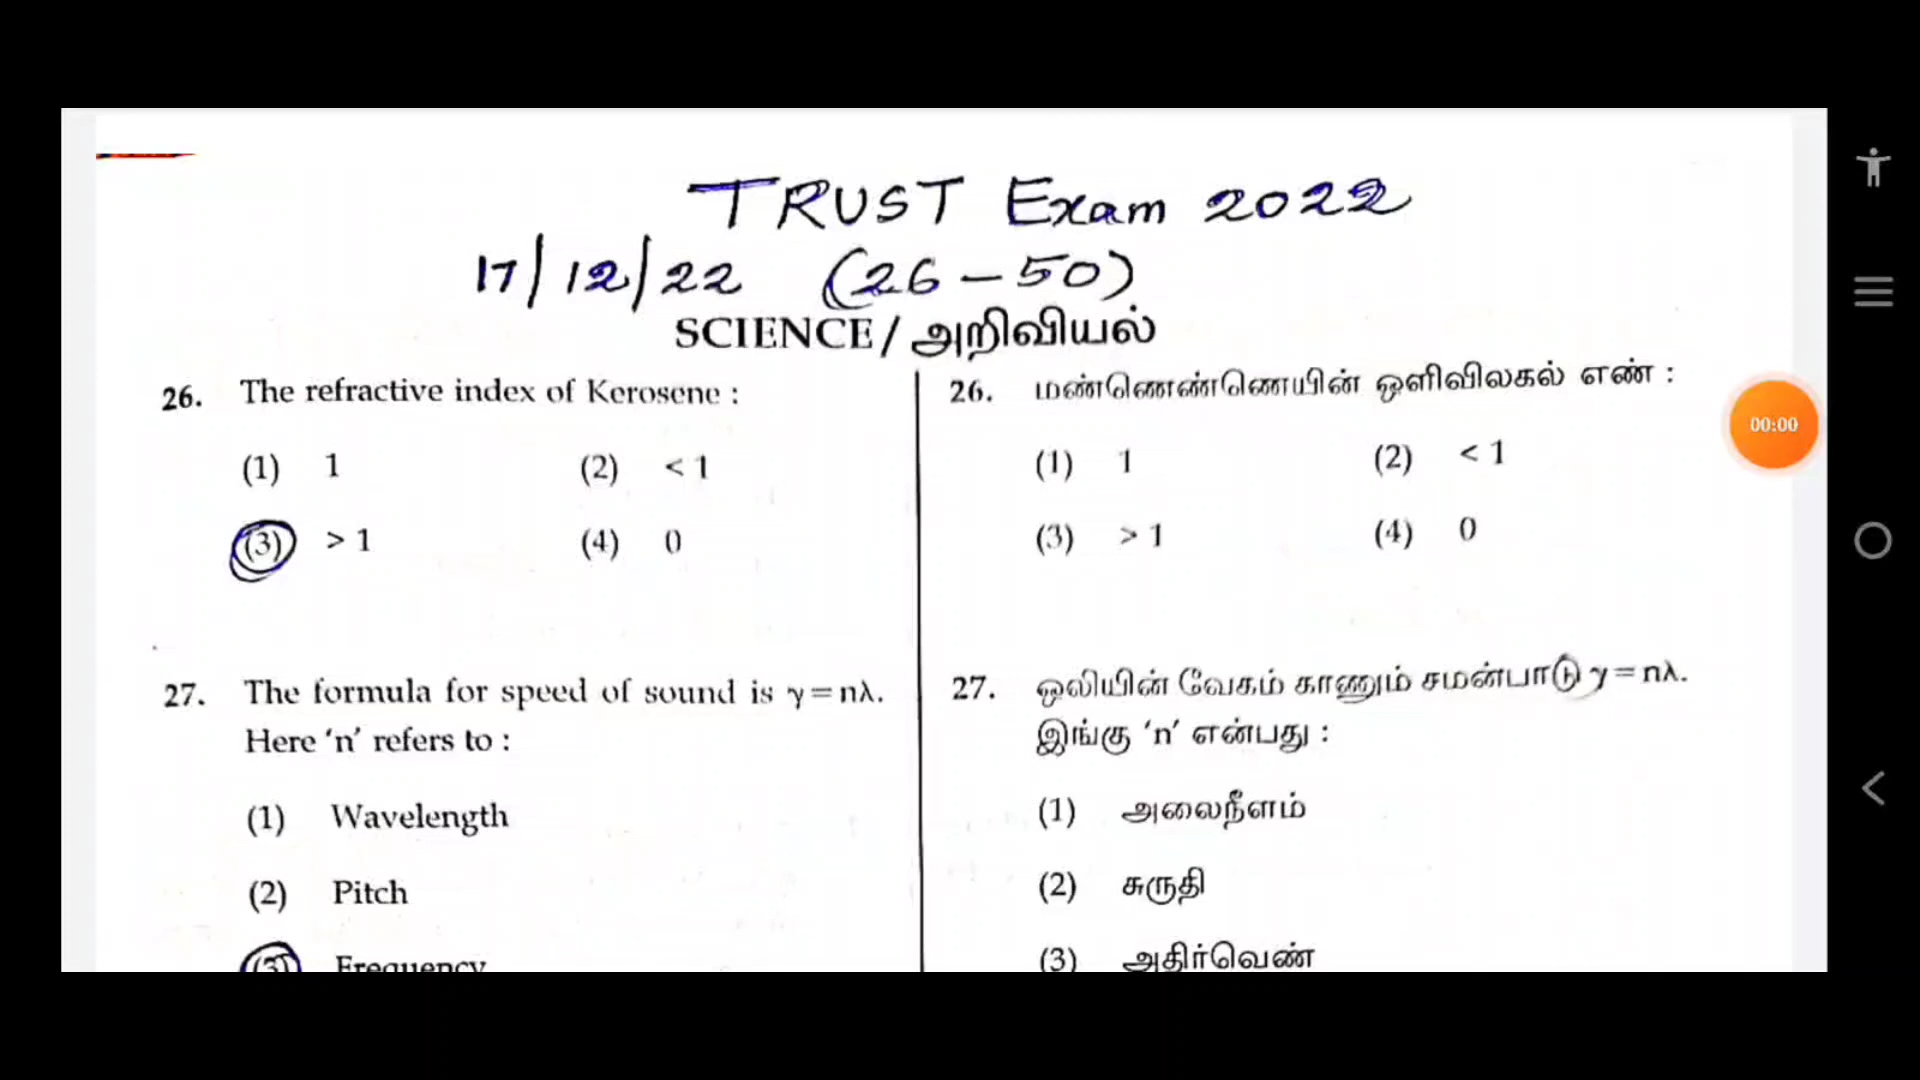 TRUST Exam 2022
17/12/22 (26-50)
SCIENCE / அறிவியல்
26. The refractive index of Kerosene :
(1) 1 (2) < 1
(3) > 1 (4) 0
27. The formula for speed of sound is γ = nλ.
Here 'n' refers to :
(1) Wavelength
(2) Pitch
(3) Frequency
26. மண்ணெண்ணெயின் ஒளிவிலகல் எண் :
(1) 1 (2) < 1
(3) > 1 (4) 0
27. ஒலியின் வேகம் காணும் சமன்பாடு γ = nλ.
இங்கு 'n' என்பது :
(1) அலைநீளம்
(2) சுருதி
(3) அதிர்வெண்
00:00